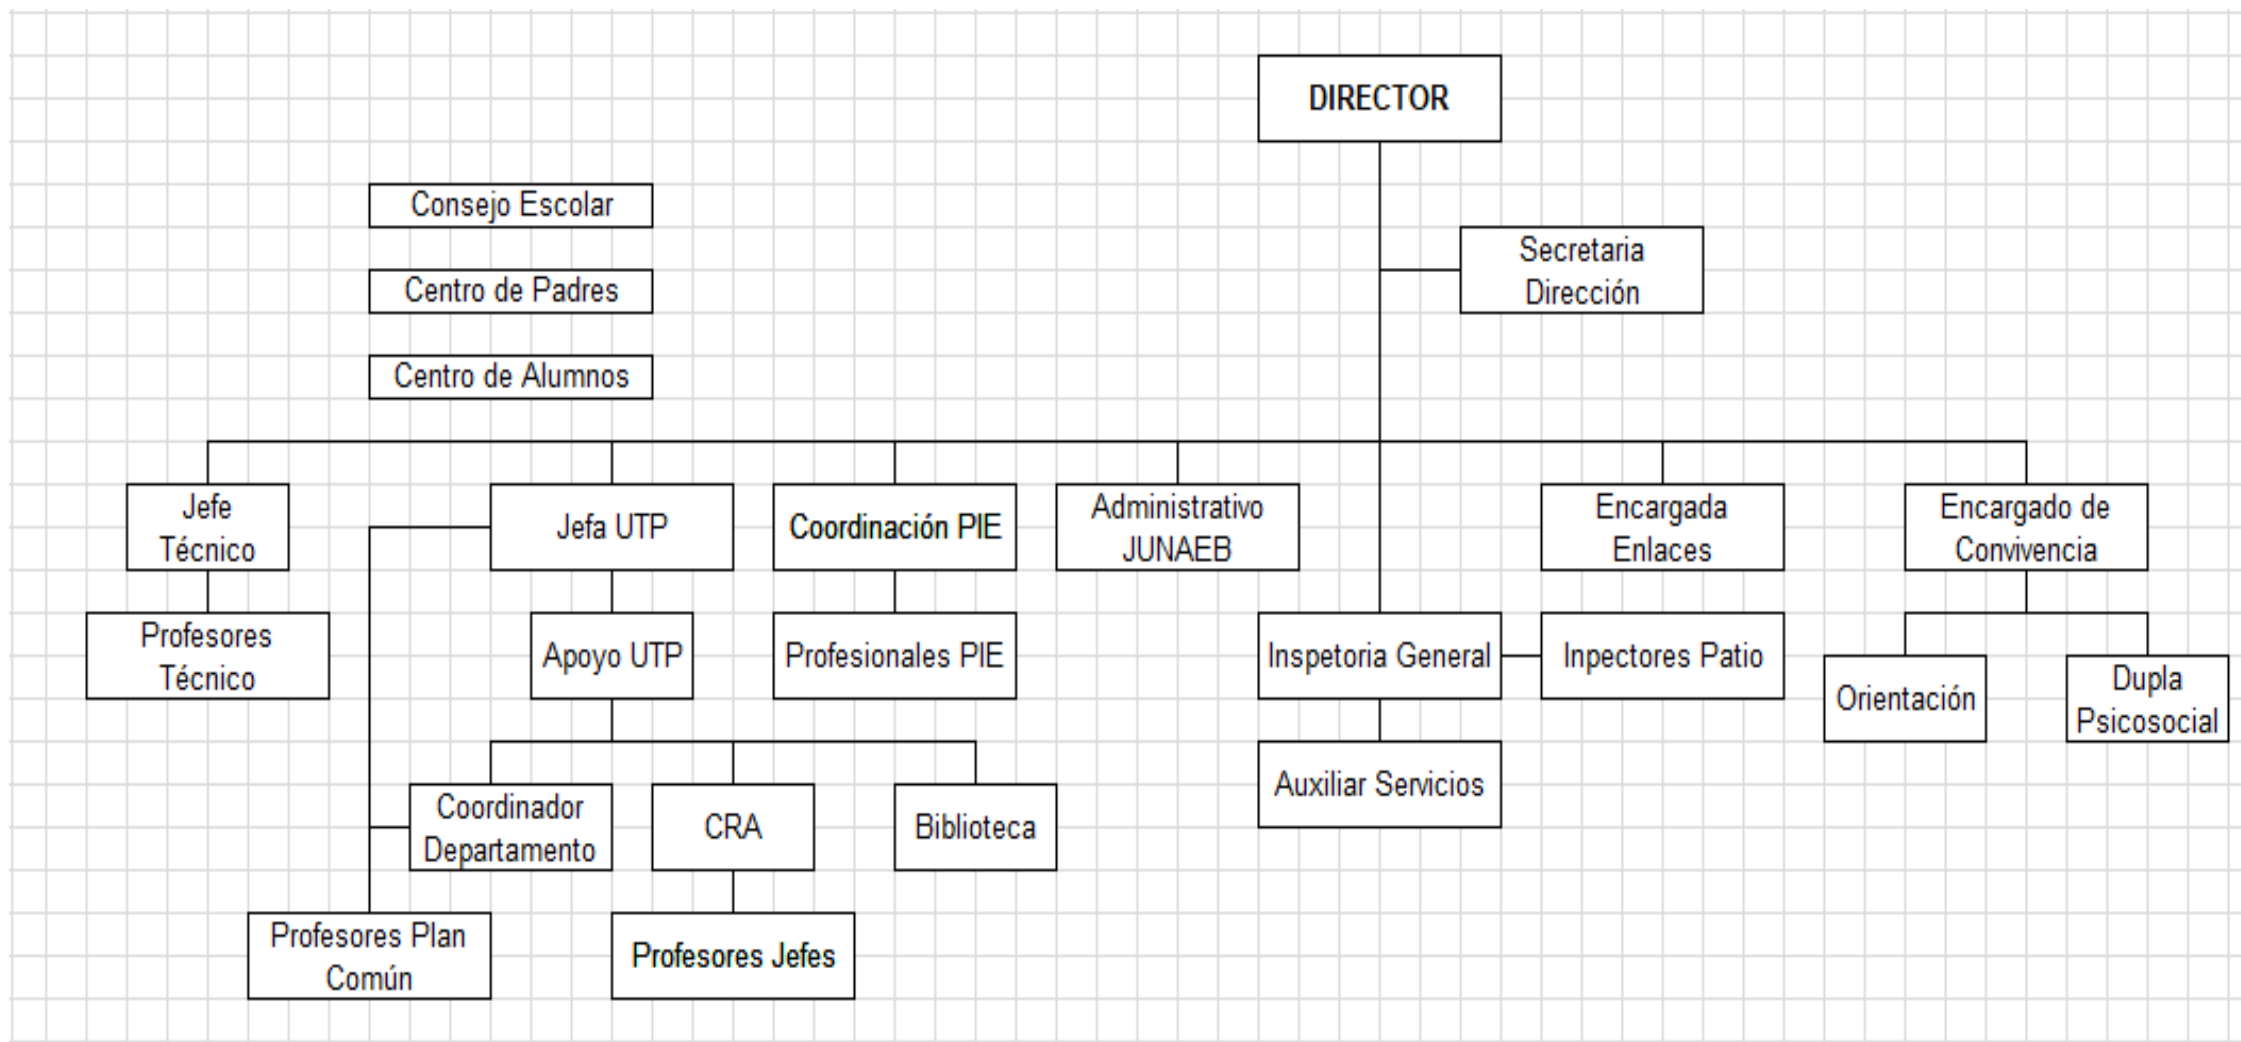 DIRECTOR
Consejo Escolar
Secretaria
Dirección
Centro de Padres
Centro de Alumnos
Jefe
Técnico
Jefa UTP
Coordinación PIE
Administrativo
JUNAEB
Encargada
Enlaces
Encargado de
Convivencia
Profesores
Técnico
Apoyo UTP
Profesionales PIE
Inspetoria General
Inpectores Patio
Orientación
Dupla
Psicosocial
Coordinador
Departamento
CRA
Biblioteca
Auxiliar Servicios
Profesores Plan
Común
Profesores Jefes